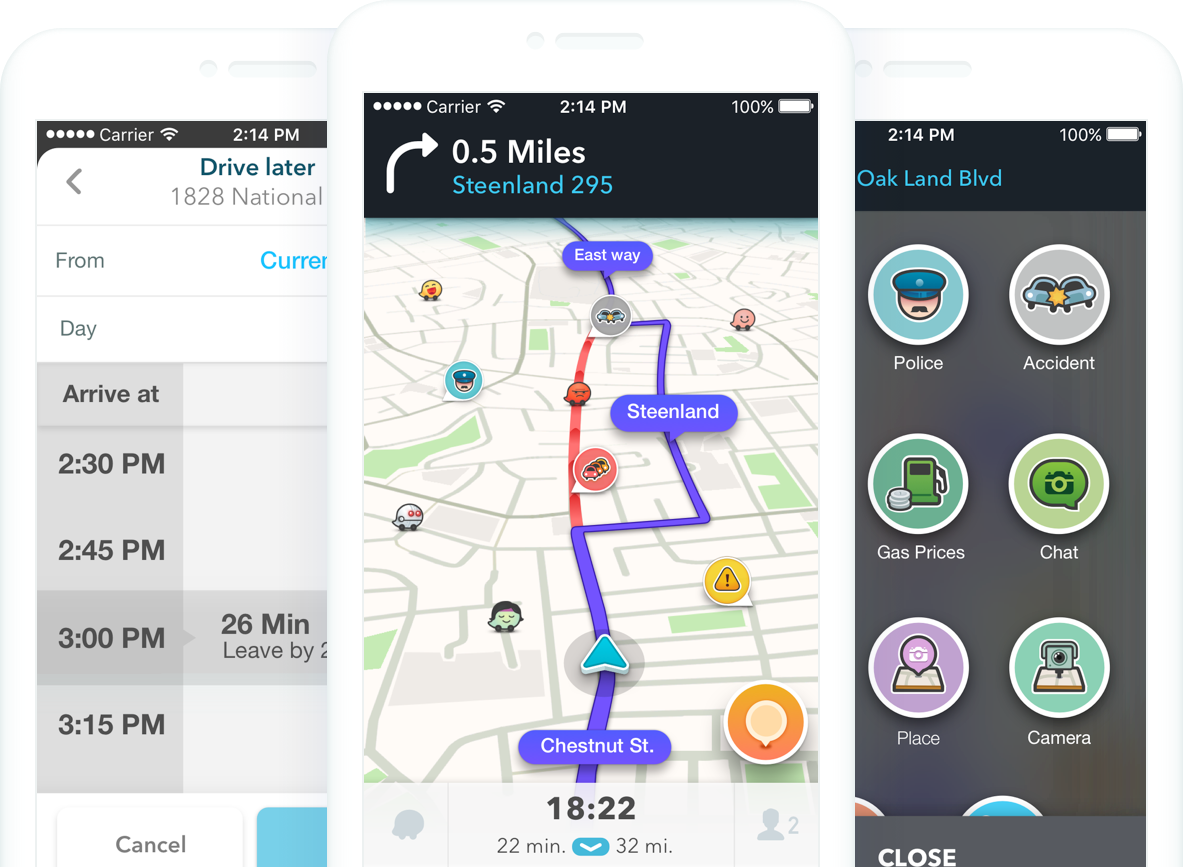 Carrier 2:14 PM
Drive later
1828 National
From
Day
Arrive at
2:30 PM
2:45 PM
3:00 PM
26 Min
Leave by
3:15 PM
Cancel
Carrier 2:14 PM 100%
0.5 Miles
Steenland 295
East way
Steenland
Chestnut St.
18:22
22 min. 32 mi.
2
2:14 PM 100%
Oak Land Blvd
Police Accident
Gas Prices Chat
Place Camera
CLOSE